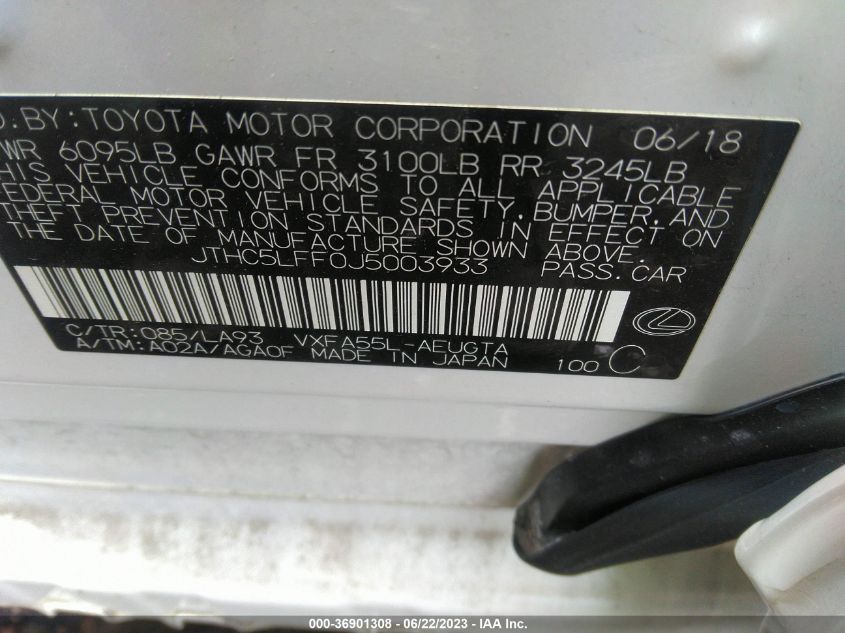 D.BY:TOYOTA MOTOR CORPORATION 06/18
WR 6095LB GAWR FR 3100LB RR 3245LB
HIS VEHICLE CONFORMS TO ALL APPLICABLE
EDERAL MOTOR VEHICLE SAFETY,BUMPER,AND
THEFT PREVENTION STANDARDS IN EFFECT ON
THE DATE OF MANUFACTURE SHOWN ABOVE.
JTHC5LFF0J5003933 PASS.CAR
C/TR:085/LA93 VXFA55L-AEUGTA
A/TM:A02A/AGA0F MADE IN JAPAN 100 C
000-36901308 - 06/22/2023 - IAA Inc.